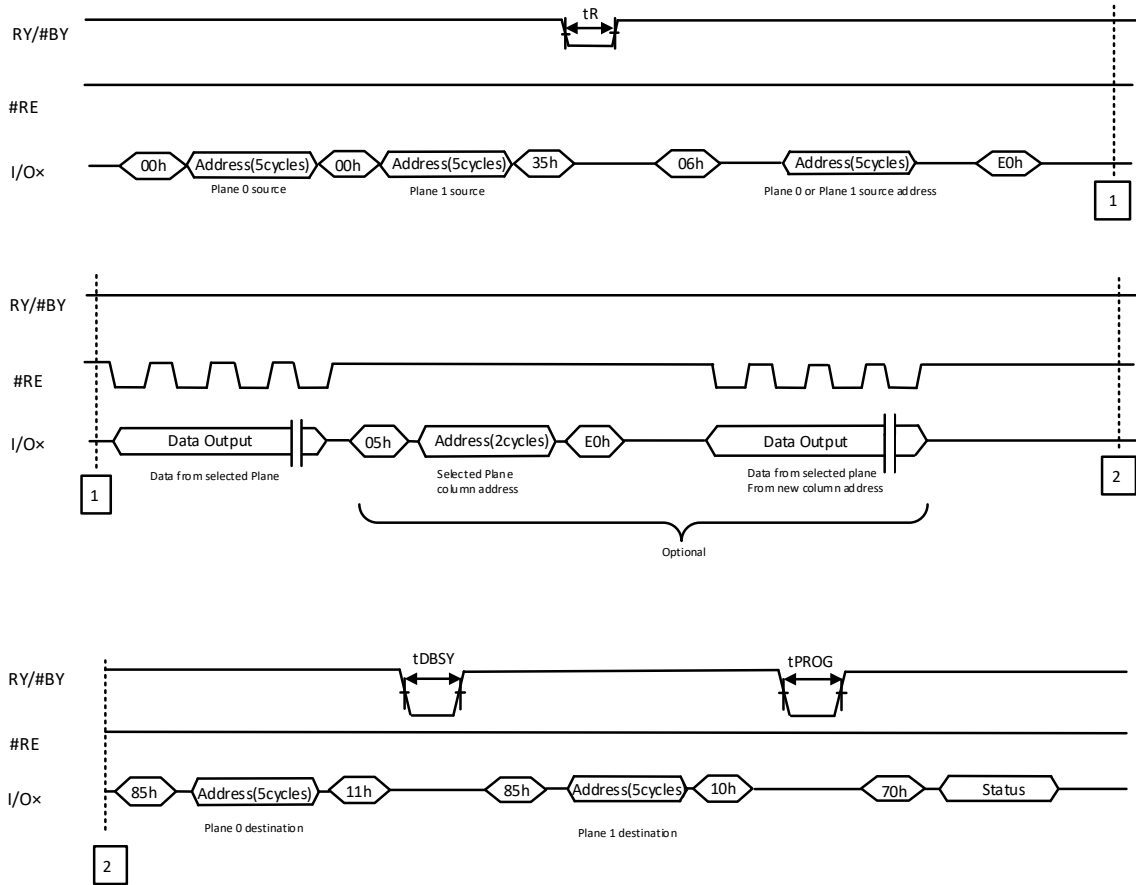 tR
RY/#BY
#RE
I/O×
00h
Address(5cycles)
00h
Address(5cycles)
35h
06h
Address(5cycles)
E0h
Plane 0 source
Plane 1 source
Plane 0 or Plane 1 source address
1
RY/#BY
#RE
I/O×
Data Output
05h
Address(2cycles)
E0h
Data Output
Data from selected Plane
Selected Plane
column address
Data from selected plane
From new column address
1
2
Optional
tDBSY
tPROG
RY/#BY
#RE
I/O×
85h
Address(5cycles)
11h
85h
Address(5cycles
10h
70h
Status
Plane 0 destination
Plane 1 destination
2